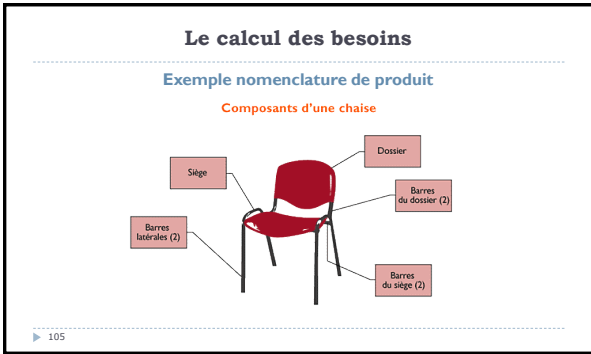 Le calcul des besoins
Exemple nomenclature de produit
Composants d'une chaise
Dossier
Siège
Barres
du dossier (2)
Barres
latérales (2)
Barres
du siège (2)
105